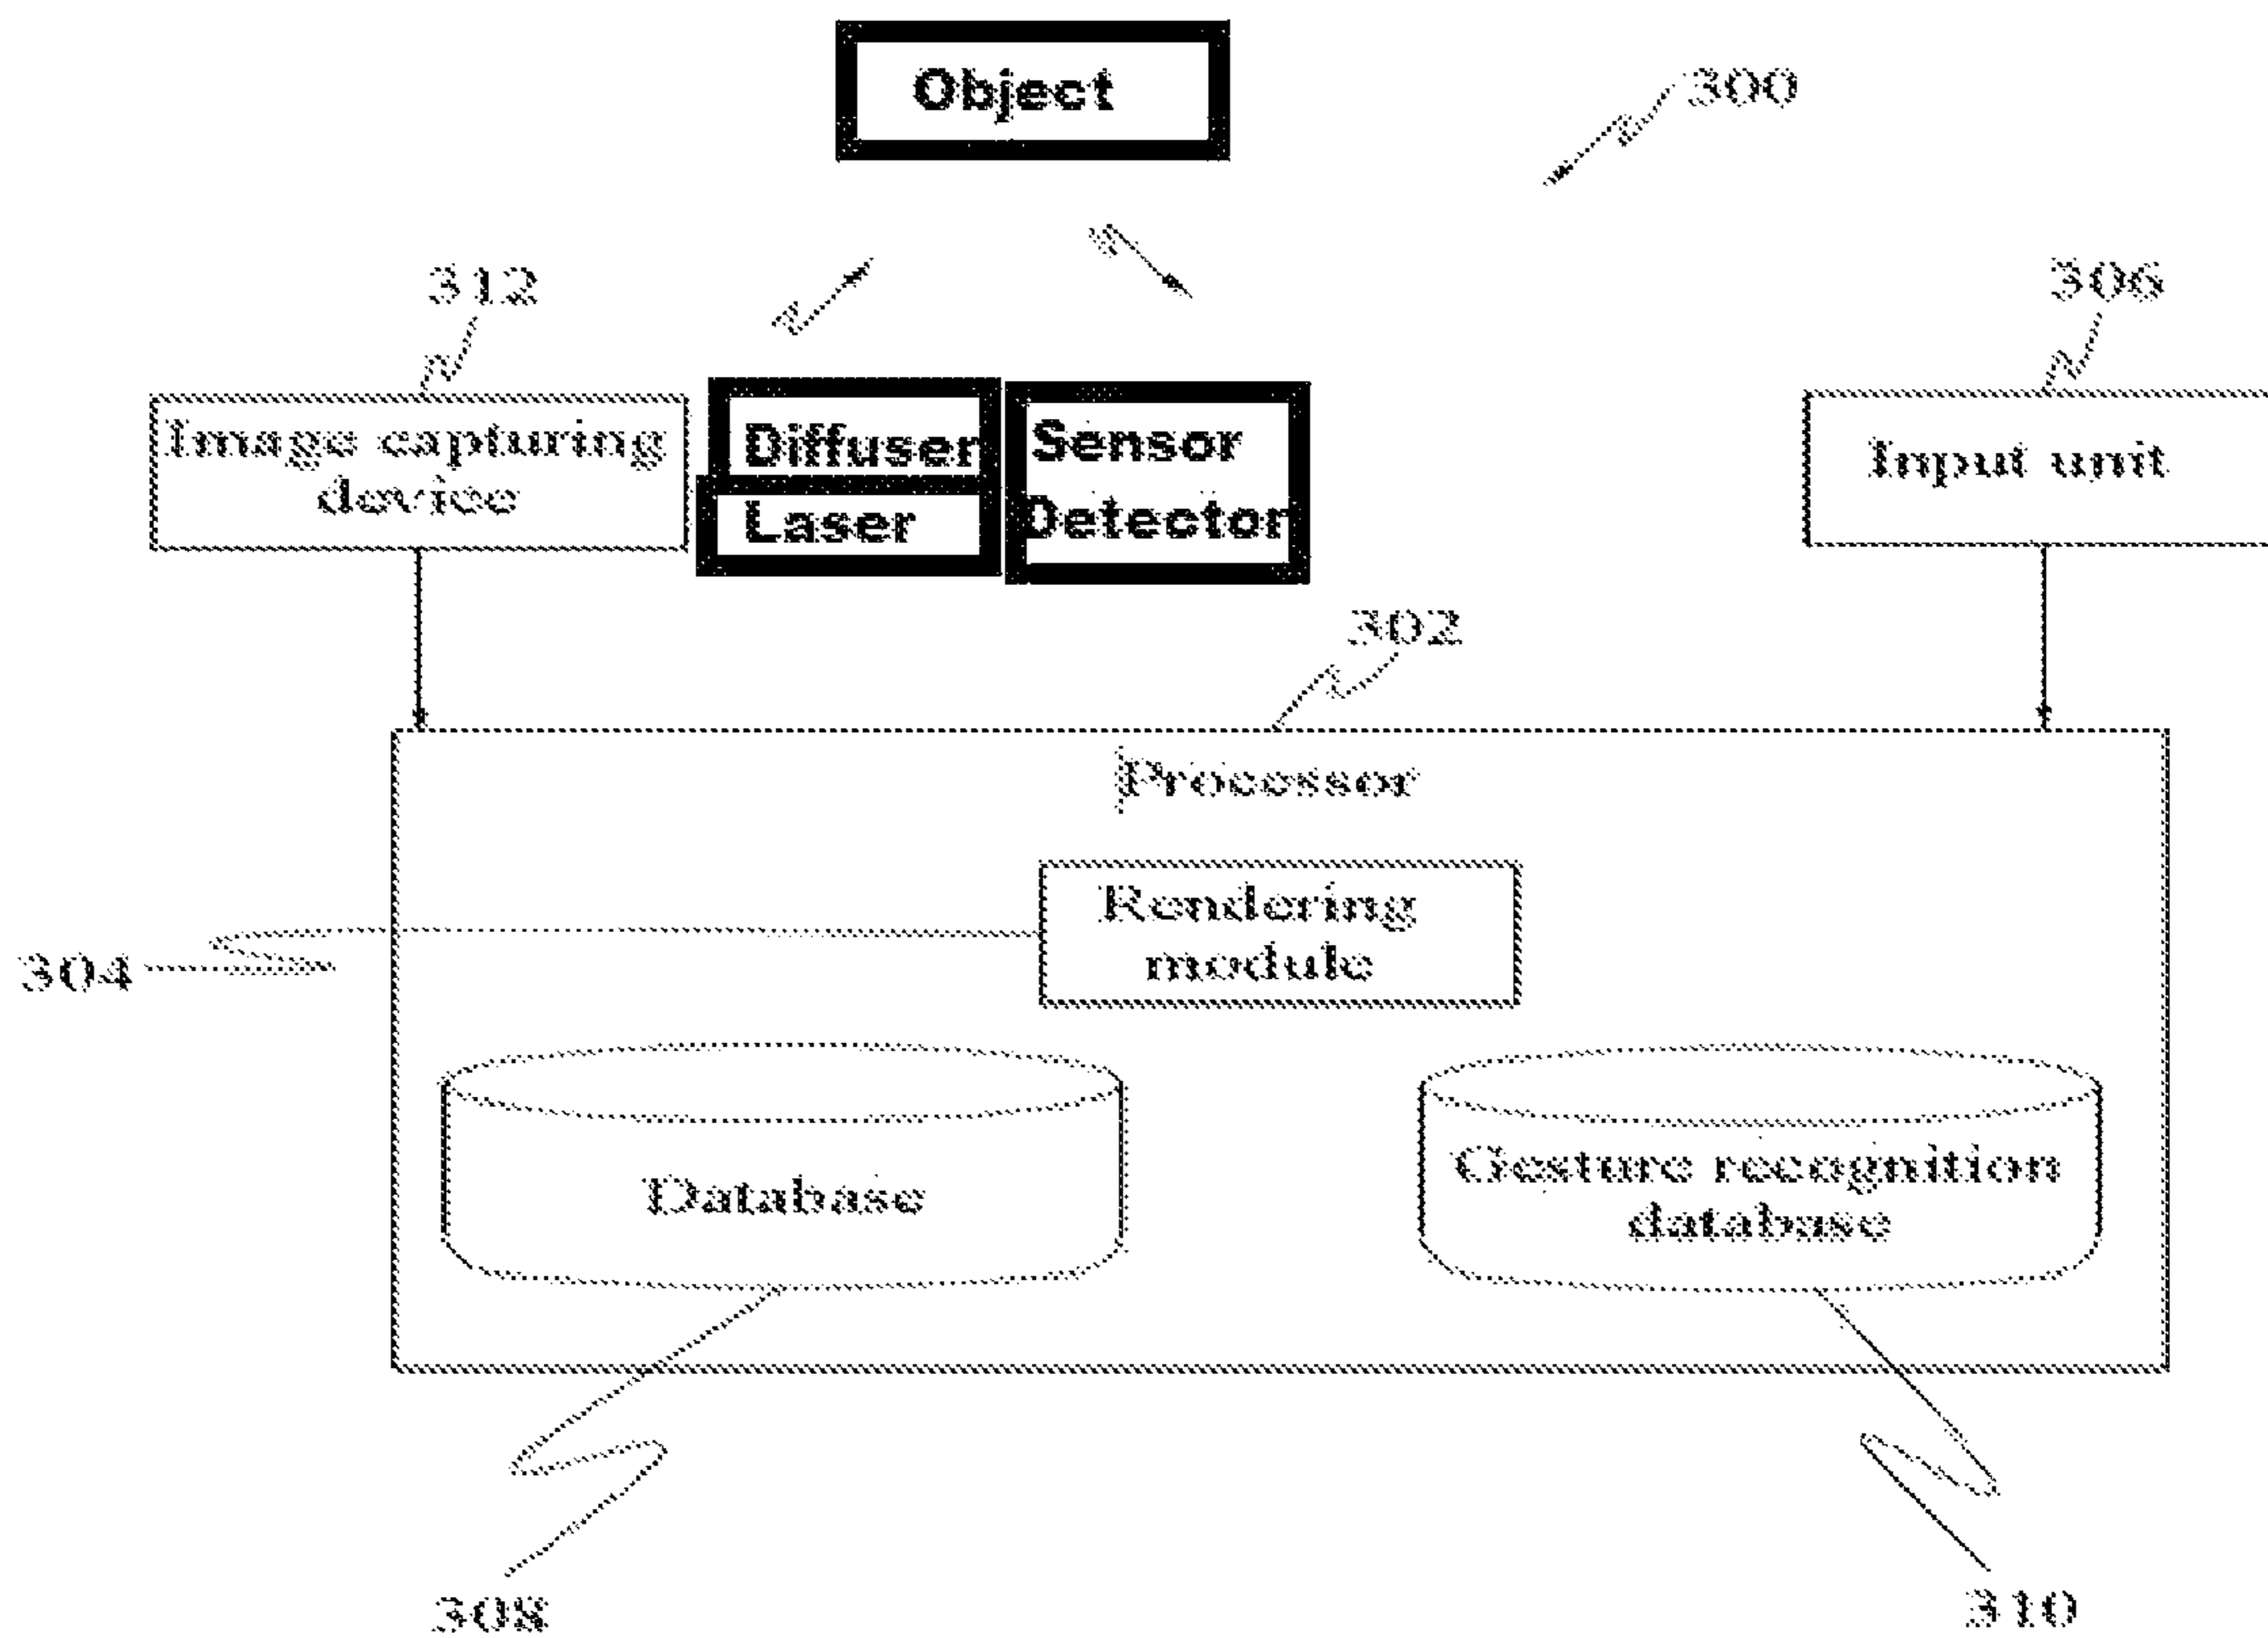 Object
300
312
306
Image capturing
device
Diffuser
Laser
Sensor
Detector
Input unit
302
Processor
Rendering
module
304
Database
Gesture recognition
database
308
310